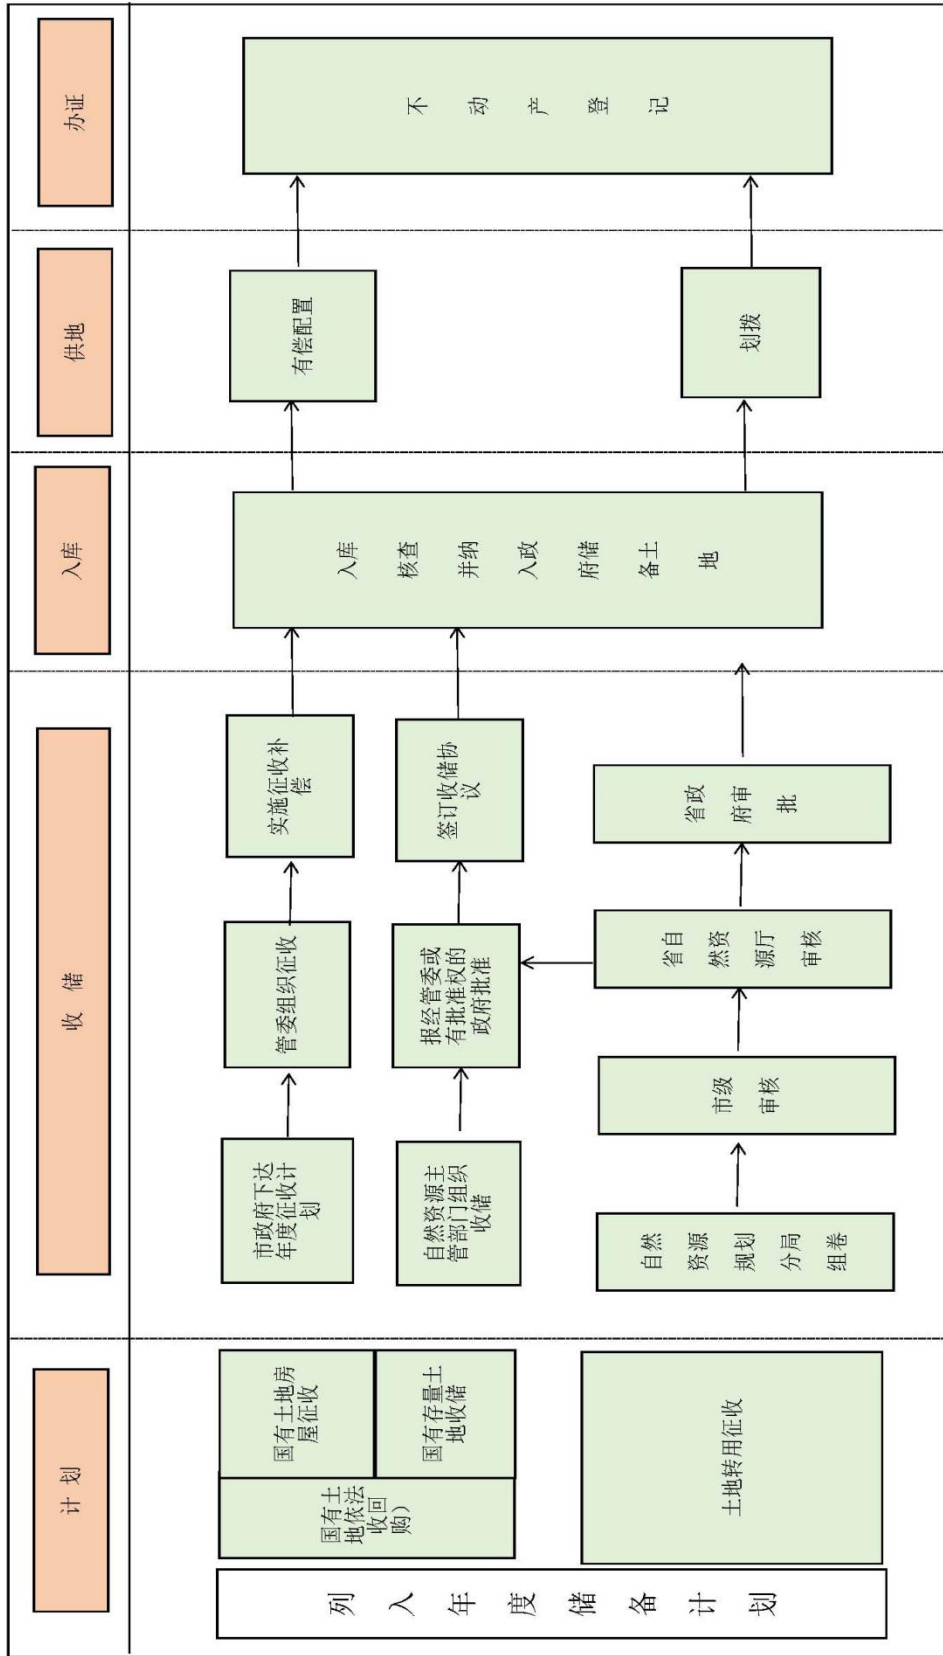 计 划
收 储
入库
供地
办证
列 入 年 度 储 备 计 划
国有土
地依法
收回
购）
国有土地房
屋征收
国有存量土
地收储
土地转用征收
市政府下达
年度征收计
划
管委组织征收
实施征收补
偿
自然资源主
管部门组织
收储
报经管委或
有批准权的
政府批准
签订收储协
议
自然
资源
规划
分局
组卷
市级
审核
省自
然资
源厅
审核
省政
府审
批
入库
核查
并纳
入政
府储
备土
地
有偿配置
划拨
不 动 产 登 记